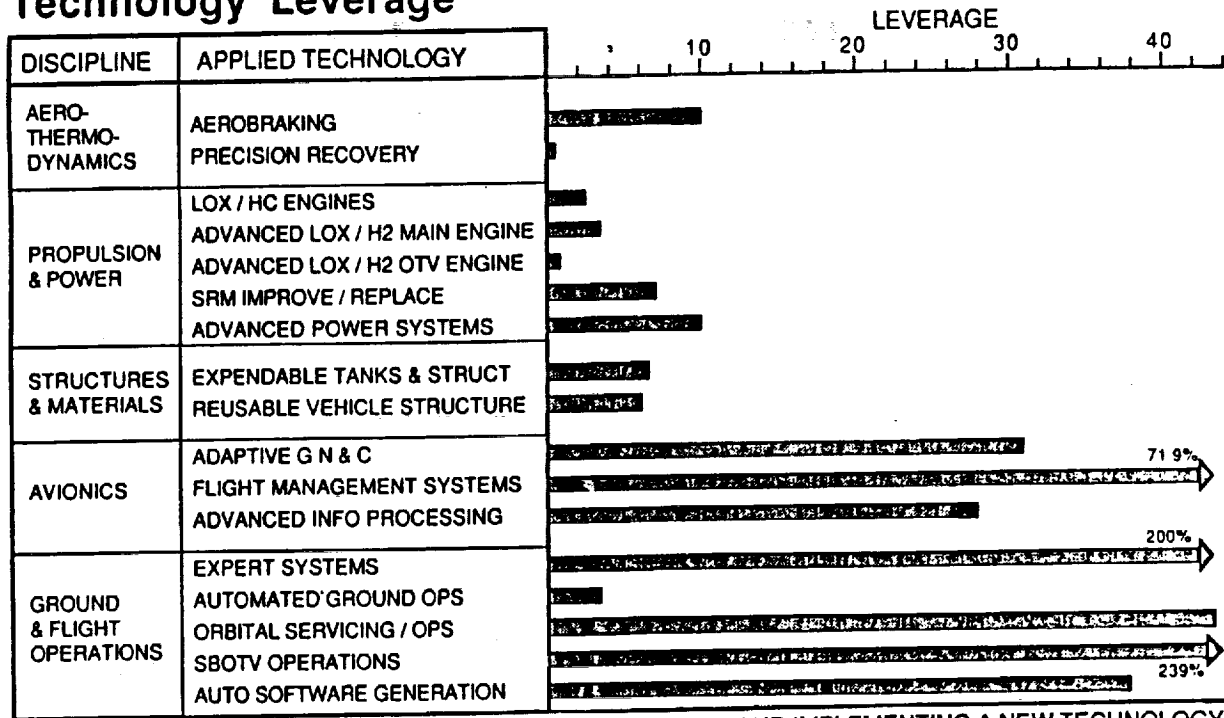 Technology Leverage
LEVERAGE
10 20 30 40
DISCIPLINE APPLIED TECHNOLOGY
AERO-
THERMO-
DYNAMICS
AEROBRAKING
PRECISION RECOVERY
PROPULSION
& POWER
LOX / HC ENGINES
ADVANCED LOX / H2 MAIN ENGINE
ADVANCED LOX / H2 OTV ENGINE
SRM IMPROVE / REPLACE
ADVANCED POWER SYSTEMS
STRUCTURES
& MATERIALS
EXPENDABLE TANKS & STRUCT
REUSABLE VEHICLE STRUCTURE
AVIONICS
ADAPTIVE G N & C
FLIGHT MANAGEMENT SYSTEMS
71 9%
ADVANCED INFO PROCESSING
GROUND
& FLIGHT
OPERATIONS
EXPERT SYSTEMS
200%
AUTOMATED GROUND OPS
ORBITAL SERVICING / OPS
SBOTV OPERATIONS
239%
AUTO SOFTWARE GENERATION
IMPLEMENTING A NEW TECHNOLOGY